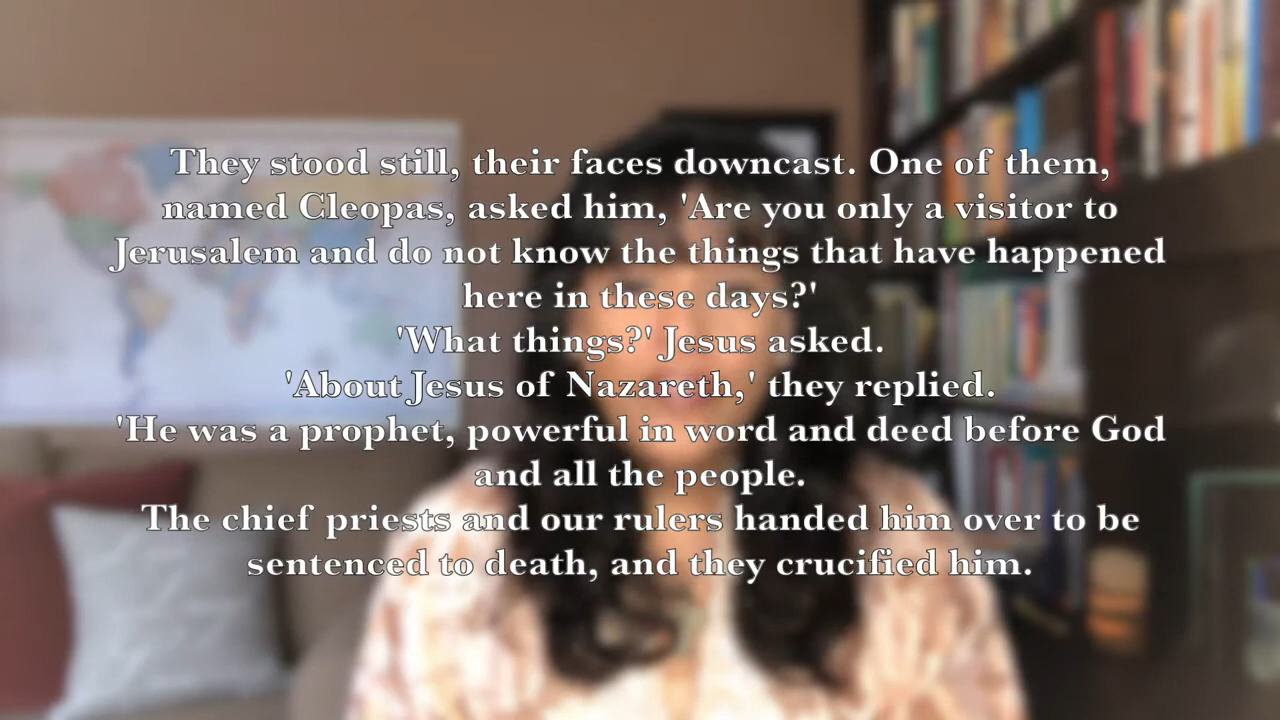 They stood still, their faces downcast. One of them,
named Cleopas, asked him, 'Are you only a visitor to
Jerusalem and do not know the things that have happened
here in these days?'
'What things?' Jesus asked.
'About Jesus of Nazareth,' they replied.
'He was a prophet, powerful in word and deed before God
and all the people.
The chief priests and our rulers handed him over to be
sentenced to death, and they crucified him.